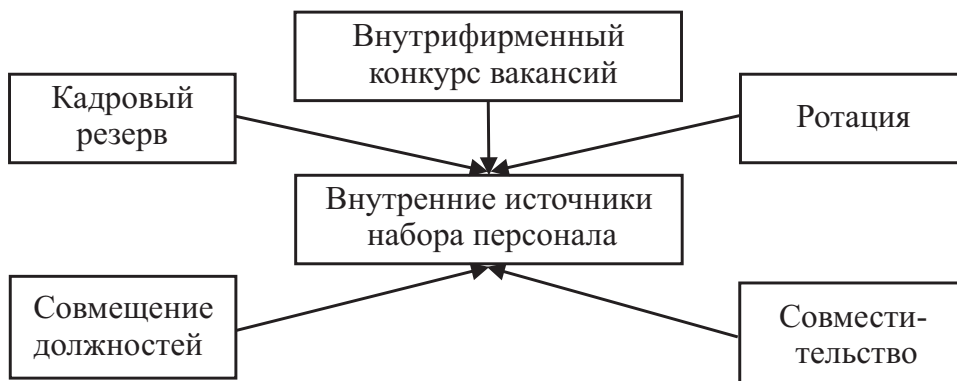 Внутрифирменный
конкурс вакансий
Кадровый
резерв
Ротация
Внутренние источники
набора персонала
Совмещение
должностей
Совмести-
тельство